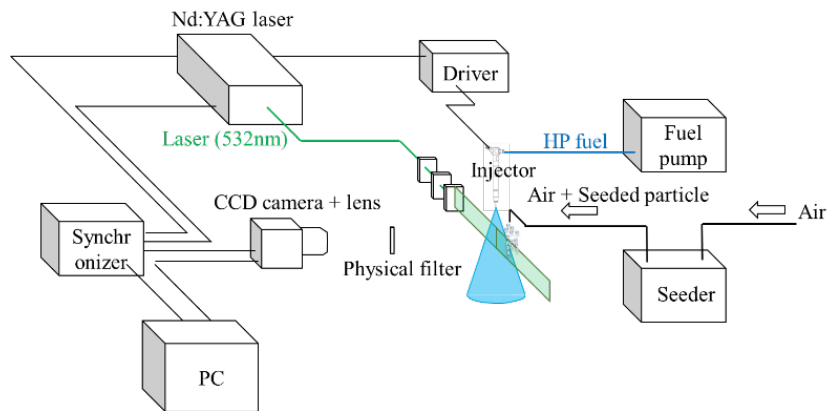 Nd:YAG laser
Driver
Laser (532nm)
HP fuel
Fuel
pump
Injector
CCD camera + lens
Air + Seeded particle
Air
Synchr
onizer
Physical filter
Seeder
PC